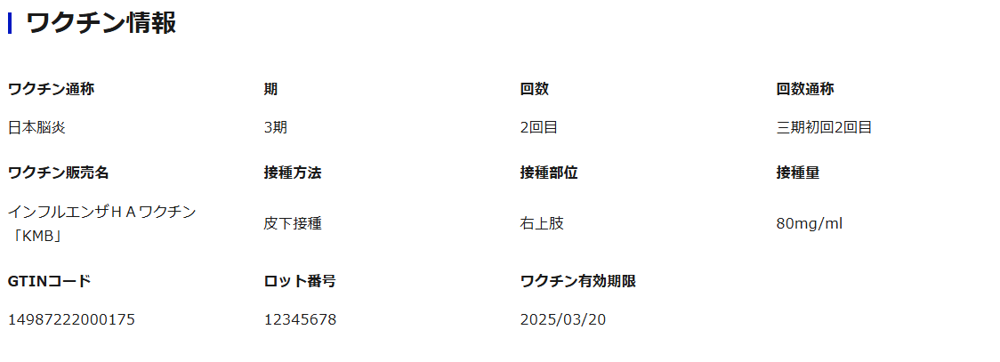 ワクチン情報
ワクチン通称 期 回数 回数通称
日本脳炎 3期 2回目 三期初回2回目
ワクチン販売名 接種方法 接種部位 接種量
インフルエンザＨＡワクチン
「KMB」 皮下接種 右上肢 80mg/ml
GTINコード ロット番号 ワクチン有効期限
14987222000175 12345678 2025/03/20